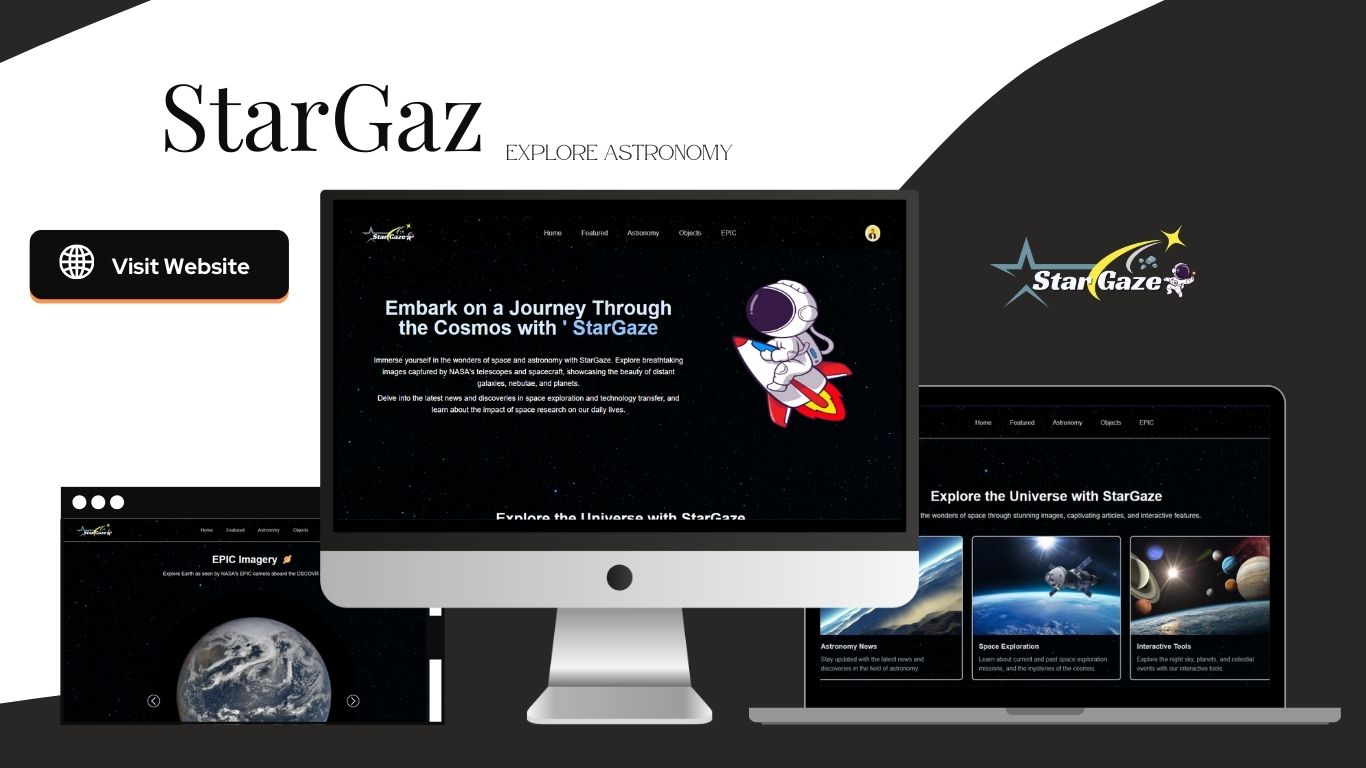 StarGaz
EXPLORE ASTRONOMY
Visit Website
StarGaze
Home Featured Astronomy Objects EPIC
Embark on a Journey Through
the Cosmos with ' StarGaze
Immerse yourself in the wonders of space and astronomy with StarGaze. Explore breathtaking
images captured by NASA's telescopes and spacecraft, showcasing the beauty of distant
galaxies, nebulae, and planets.
Delve into the latest news and discoveries in space exploration and technology transfer, and
learn about the impact of space research on our daily lives.
Explore the Universe with StarGaze
StarGaze
Home Featured Astronomy Objects EPIC
Explore the Universe with StarGaze
the wonders of space through stunning images, captivating articles, and interactive features.
Astronomy News
Stay updated with the latest news and
discoveries in the field of astronomy.
Space Exploration
Learn about current and past space exploration
missions, and the mysteries of the cosmos.
Interactive Tools
Explore the night sky, planets, and celestial
events with our interactive tools.
StarGaze
Home Featured Astronomy Objects
EPIC Imagery
Explore Earth as seen by NASA's EPIC camera aboard the DSCOVR